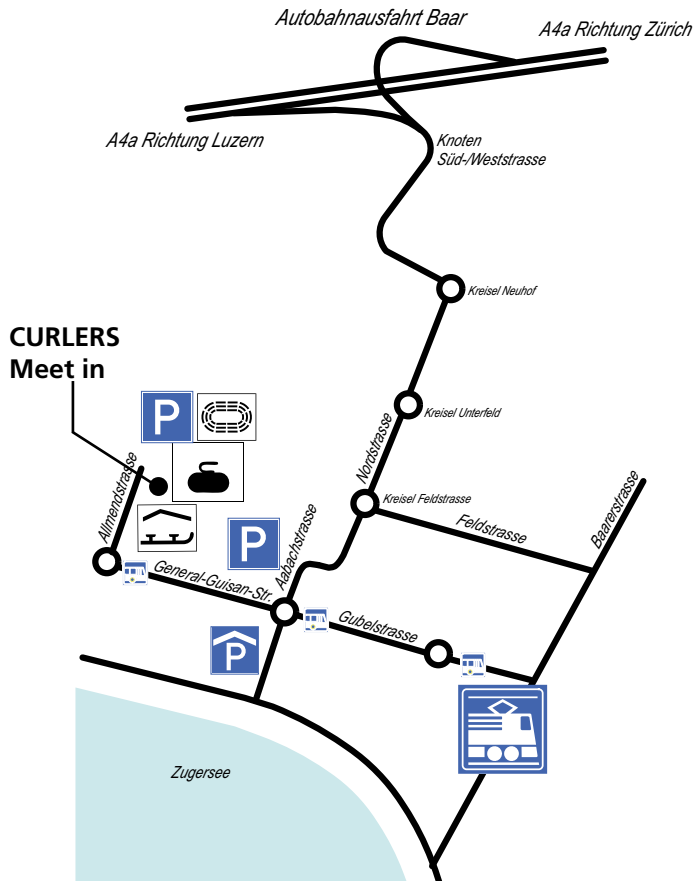 Autobahnausfahrt Baar
A4a Richtung Zürich
A4a Richtung Luzern
Knoten
Süd-/Weststrasse
Kreisel Neuhof
CURLERS
Meet in
P
Kreisel Unterfeld
Nordstrasse
Allmendstrasse
Kreisel Feldstrasse
Feldstrasse
Baarerstrasse
P
Aabachstrasse
General-Guisan-Str.
Gubelstrasse
P
Zugersee